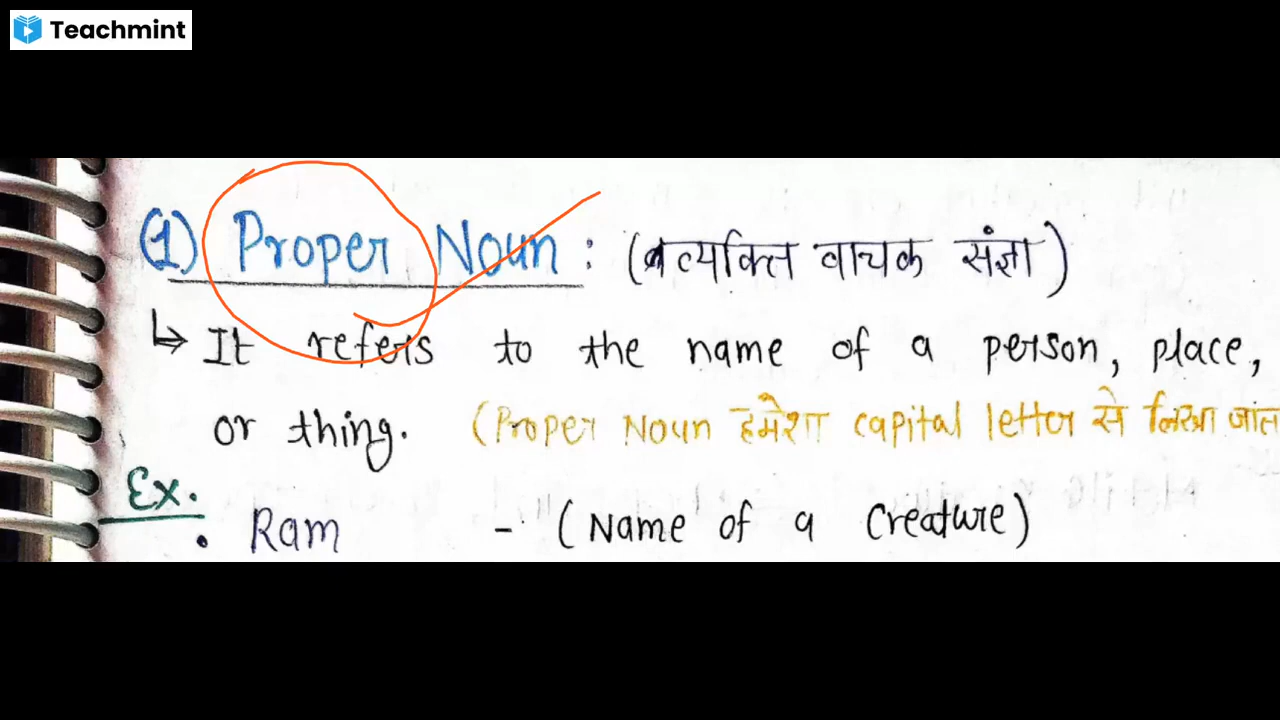 Teachmint
(1) Proper Noun : (व्यक्ति वाचक संज्ञा)
↳ It refers to the name of a person, place,
or thing. (Proper Noun हमेशा capital letter से लिखा जात
Ex.
. Ram - (Name of a Creature)